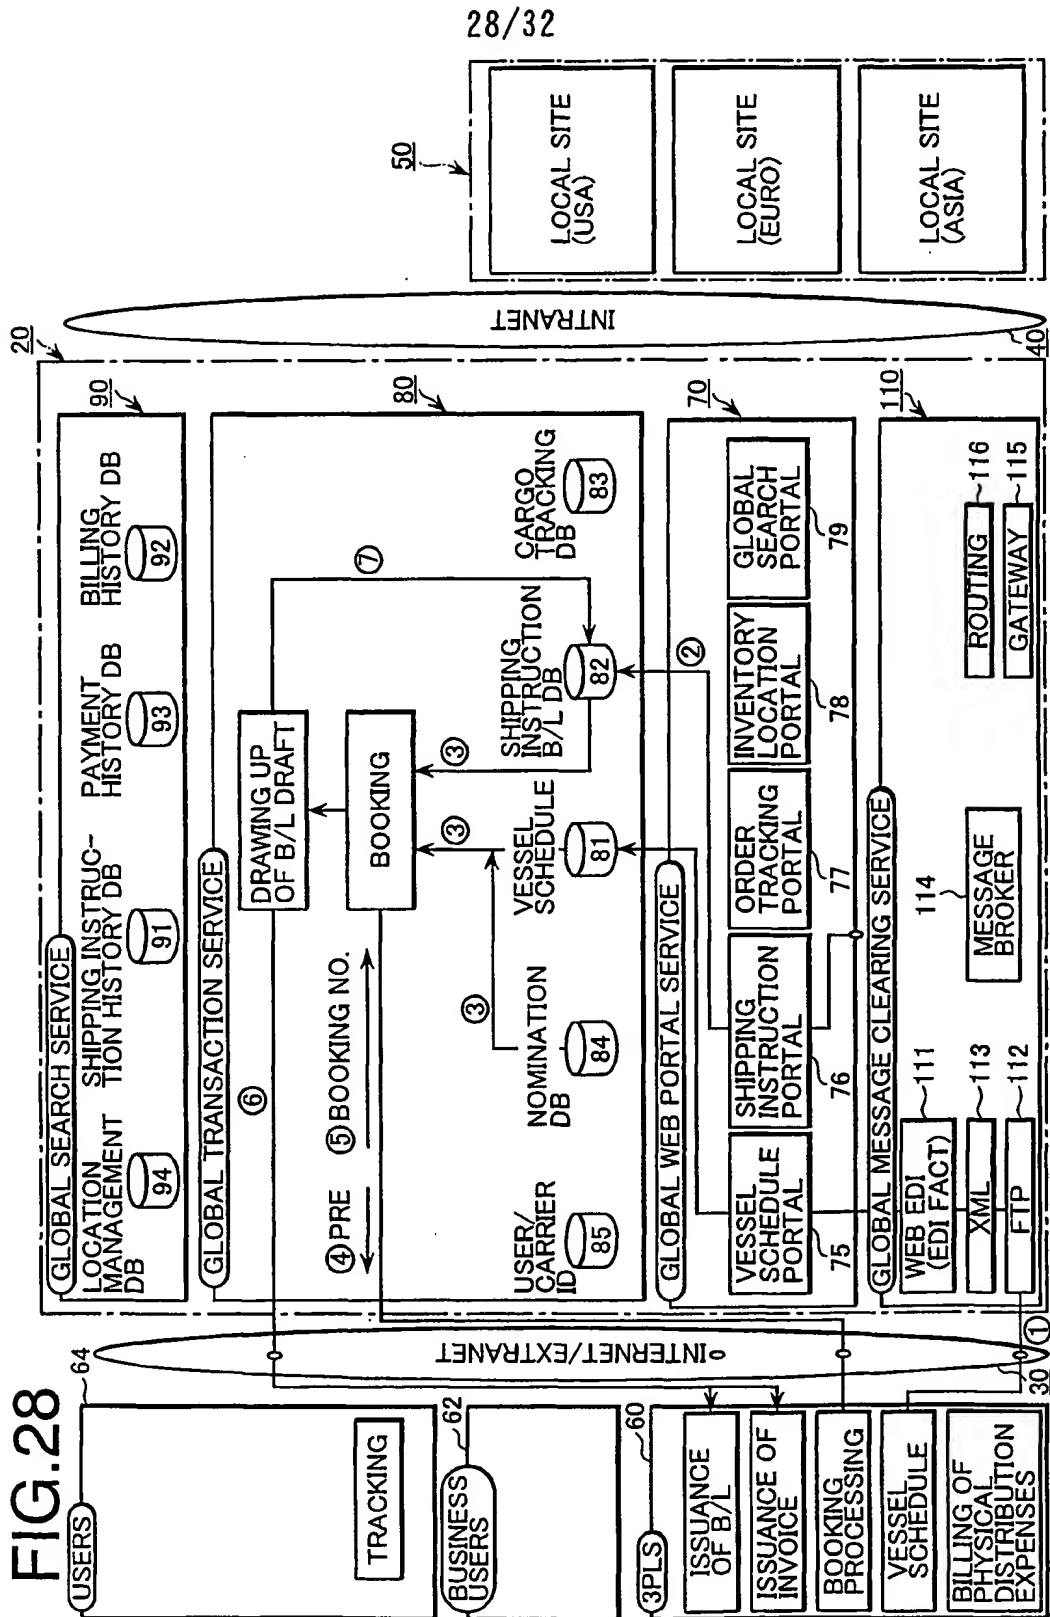 28/32
FIG.28
USERS
64
TRACKING
BUSINESS
USERS
62
3PLS
60
ISSUANCE
OF B/L
ISSUANCE OF
INVOICE
BOOKING
PROCESSING
VESSEL
SCHEDULE
BILLING OF
PHYSICAL
DISTRIBUTION
EXPENSES
INTERNET/EXTRANET
30
①
20
GLOBAL SEARCH SERVICE
90
LOCATION
MANAGEMENT
DB
94
SHIPPING INSTRUC-
TION HISTORY DB
91
PAYMENT
HISTORY DB
93
BILLING
HISTORY DB
92
GLOBAL TRANSACTION SERVICE
80
⑥
DRAWING UP
OF B/L DRAFT
⑦
④PRE
⑤BOOKING NO.
BOOKING
③
③
③
USER/
CARRIER
ID
85
NOMINATION
DB
84
VESSEL
SCHEDULE
81
SHIPPING
INSTRUCTION
B/L DB
82
CARGO
TRACKING
DB
83
②
GLOBAL WEB PORTAL SERVICE
70
VESSEL
SCHEDULE
PORTAL
75
SHIPPING
INSTRUCTION
PORTAL
76
ORDER
TRACKING
PORTAL
77
INVENTORY
LOCATION
PORTAL
78
GLOBAL
SEARCH
PORTAL
79
GLOBAL MESSAGE CLEARING SERVICE
110
WEB EDI
(EDI FACT)
111
XML
113
FTP
112
114
MESSAGE
BROKER
ROUTING
116
GATEWAY
115
INTRANET
40
50
LOCAL SITE
(USA)
LOCAL SITE
(EURO)
LOCAL SITE
(ASIA)